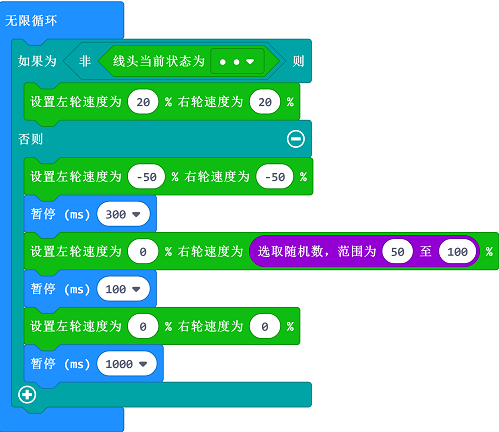 无限循环
如果为 非 线头当前状态为 ● ● 则
设置左轮速度为 20 % 右轮速度为 20 %
否则
设置左轮速度为 -50 % 右轮速度为 -50 %
暂停 (ms) 300
设置左轮速度为 0 % 右轮速度为 选取随机数，范围为 50 至 100 %
暂停 (ms) 100
设置左轮速度为 0 % 右轮速度为 0 %
暂停 (ms) 1000